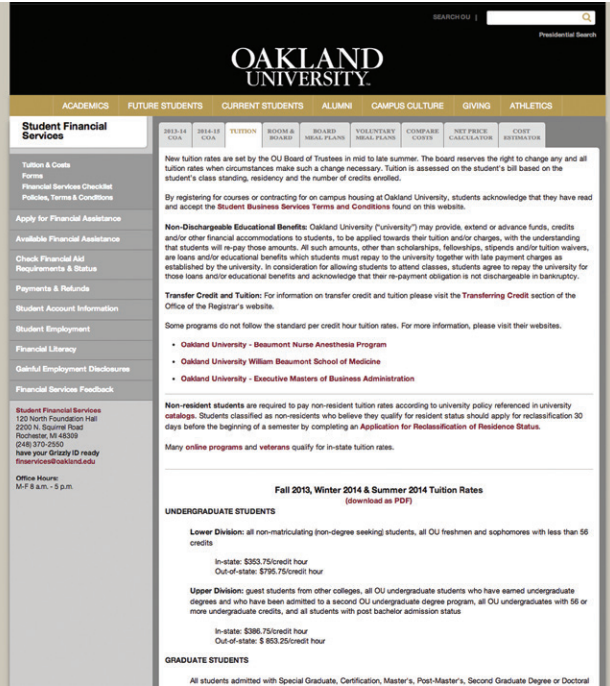 SEARCH OU |
Presidential Search
OAKLAND
UNIVERSITY™
ACADEMICS FUTURE STUDENTS CURRENT STUDENTS ALUMNI CAMPUS CULTURE GIVING ATHLETICS
Student Financial
Services
Tuition & Costs
Forms
Financial Services Checklist
Policies, Terms & Conditions
Apply for Financial Assistance
Available Financial Assistance
Check Financial Aid
Requirements & Status
Payments & Refunds
Student Account Information
Student Employment
Financial Literacy
Gainful Employment Disclosures
Financial Services Feedback
Student Financial Services
120 North Foundation Hall
2200 N. Squirrel Road
Rochester, MI 48309
(248) 370-2550
have your Grizzly ID ready
finservices@oakland.edu
Office Hours:
M-F 8 a.m. - 5 p.m.
2013-14 COA
2014-15 COA
TUITION
ROOM & BOARD
BOARD MEAL PLANS
VOLUNTARY MEAL PLANS
COMPARE COSTS
NET PRICE CALCULATOR
COST ESTIMATOR
New tuition rates are set by the OU Board of Trustees in mid to late summer. The board reserves the right to change any and all
tuition rates when circumstances make such a change necessary. Tuition is assessed on the student's bill based on the
student's class standing, residency and the number of credits enrolled.
By registering for courses or contracting for on campus housing at Oakland University, students acknowledge that they have read
and accept the Student Business Services Terms and Conditions found on this website.
Non-Dischargeable Educational Benefits: Oakland University ("university") may provide, extend or advance funds, credits
and/or other financial accommodations to students, to be applied towards their tuition and/or charges, with the understanding
that students will re-pay those amounts. All such amounts, other than scholarships, fellowships, stipends and/or tuition waivers,
are loans and/or educational benefits which students must repay to the university together with late payment charges as
established by the university. In consideration for allowing students to attend classes, students agree to repay the university for
those loans and/or educational benefits and acknowledge that their re-payment obligation is not dischargeable in bankruptcy.
Transfer Credit and Tuition: For information on transfer credit and tuition please visit the Transferring Credit section of the
Office of the Registrar's website.
Some programs do not follow the standard per credit hour tuition rates. For more information, please visit their websites.
• Oakland University - Beaumont Nurse Anesthesia Program
• Oakland University William Beaumont School of Medicine
• Oakland University - Executive Masters of Business Administration
Non-resident students are required to pay non-resident tuition rates according to university policy referenced in university
catalogs. Students classified as non-residents who believe they qualify for resident status should apply for reclassification 30
days before the beginning of a semester by completing an Application for Reclassification of Residence Status.
Many online programs and veterans qualify for in-state tuition rates.
Fall 2013, Winter 2014 & Summer 2014 Tuition Rates
(download as PDF)
UNDERGRADUATE STUDENTS
Lower Division: all non-matriculating (non-degree seeking) students, all OU freshmen and sophomores with less than 56
credits
In-state: $353.75/credit hour
Out-of-state: $795.75/credit hour
Upper Division: guest students from other colleges, all OU undergraduate students who have earned undergraduate
degrees and who have been admitted to a second OU undergraduate degree program, all OU undergraduates with 56 or
more undergraduate credits, and all students with post bachelor admission status
In-state: $386.75/credit hour
Out-of-state: $ 853.25/credit hour
GRADUATE STUDENTS
All students admitted with Special Graduate, Certification, Master's, Post-Master's, Second Graduate Degree or Doctoral